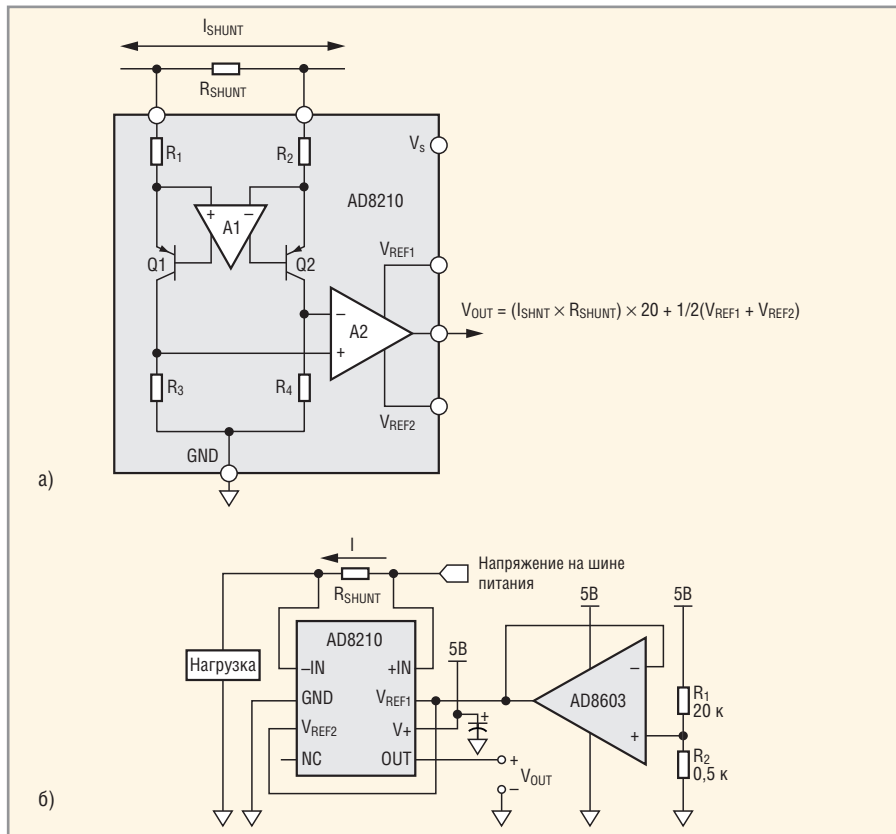 I SHUNT
R SHUNT
R1
R2
Vs
AD8210
+ −
A1
Q1
Q2
VREF1
VOUT = (ISHNT × RSHUNT) × 20 + 1/2(VREF1 + VREF2)
−
A2
+
R3
R4
VREF2
GND
а)
I
RSHUNT
Напряжение на шине
питания
5В
5В
AD8210
5В
Нагрузка
–IN
+IN
−
GND
VREF1
AD8603
R1
20 к
VREF2
V+
+
+
R2
0,5 к
NC
OUT
+
VOUT
−
б)